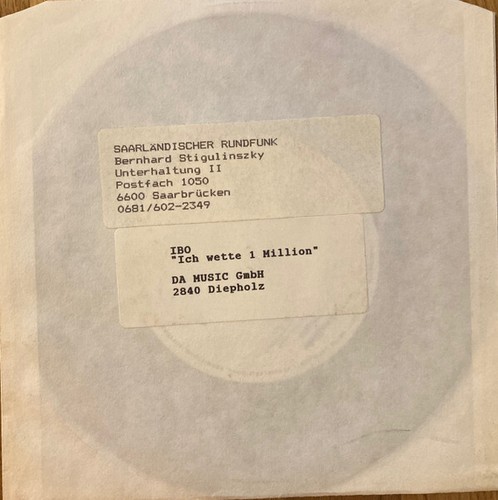 SAARLÄNDISCHER RUNDFUNK
Bernhard Stigulinszky
Unterhaltung II
Postfach 1050
6600 Saarbrücken
0681/602-2349
IBO
"Ich wette 1 Million"
DA MUSIC GmbH
2840 Diepholz